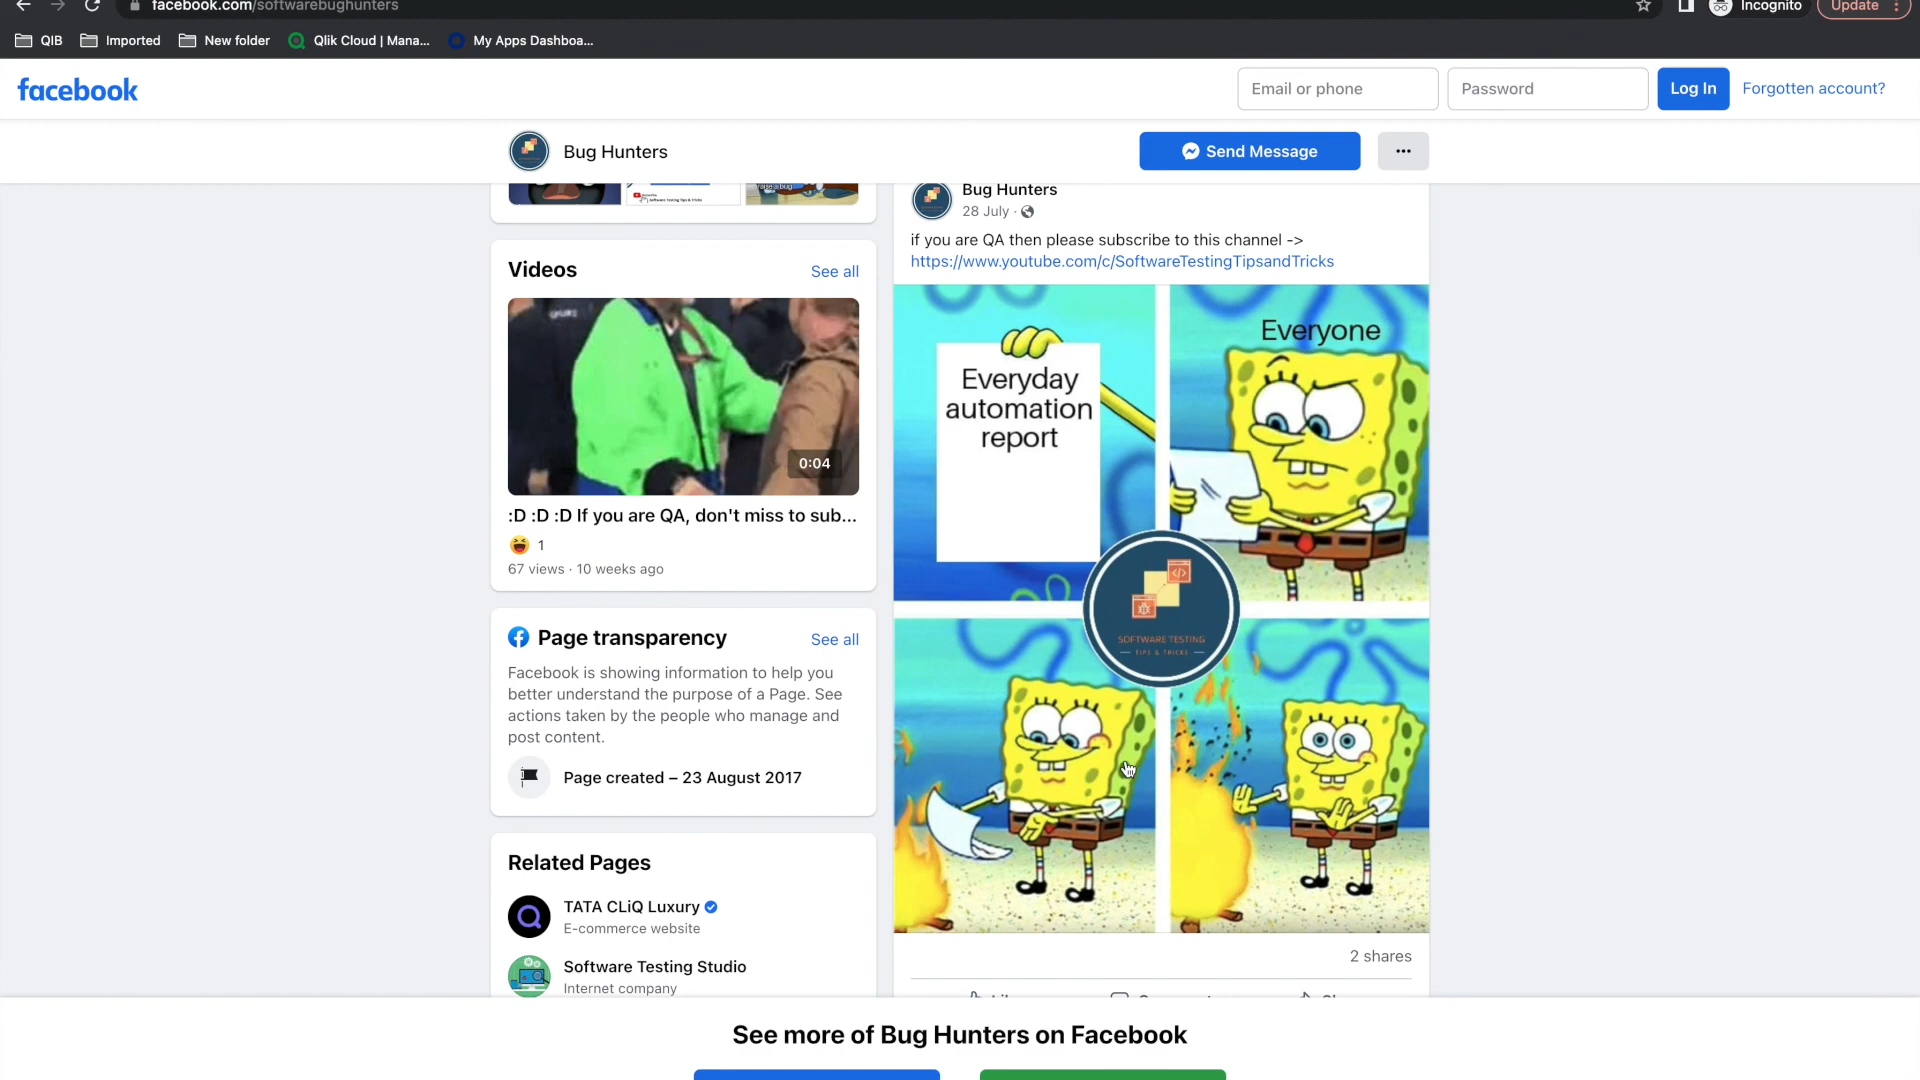 facebook.com/softwarebughunters
Incognito
Update
QIB
Imported
New folder
Qlik Cloud | Mana...
My Apps Dashboa...
facebook
Email or phone
Password
Log In
Forgotten account?
Bug Hunters
Send Message
Bug Hunters
28 July ·
if you are QA then please subscribe to this channel ->
https://www.youtube.com/c/SoftwareTestingTipsandTricks
Videos
See all
0:04
:D :D :D If you are QA, don't miss to sub...
1
67 views · 10 weeks ago
Page transparency
See all
Facebook is showing information to help you
better understand the purpose of a Page. See
actions taken by the people who manage and
post content.
Page created – 23 August 2017
Related Pages
TATA CLiQ Luxury
E-commerce website
Software Testing Studio
Internet company
Everyday
automation
report
Everyone
SOFTWARE TESTING
TIPS & TRICKS
2 shares
See more of Bug Hunters on Facebook